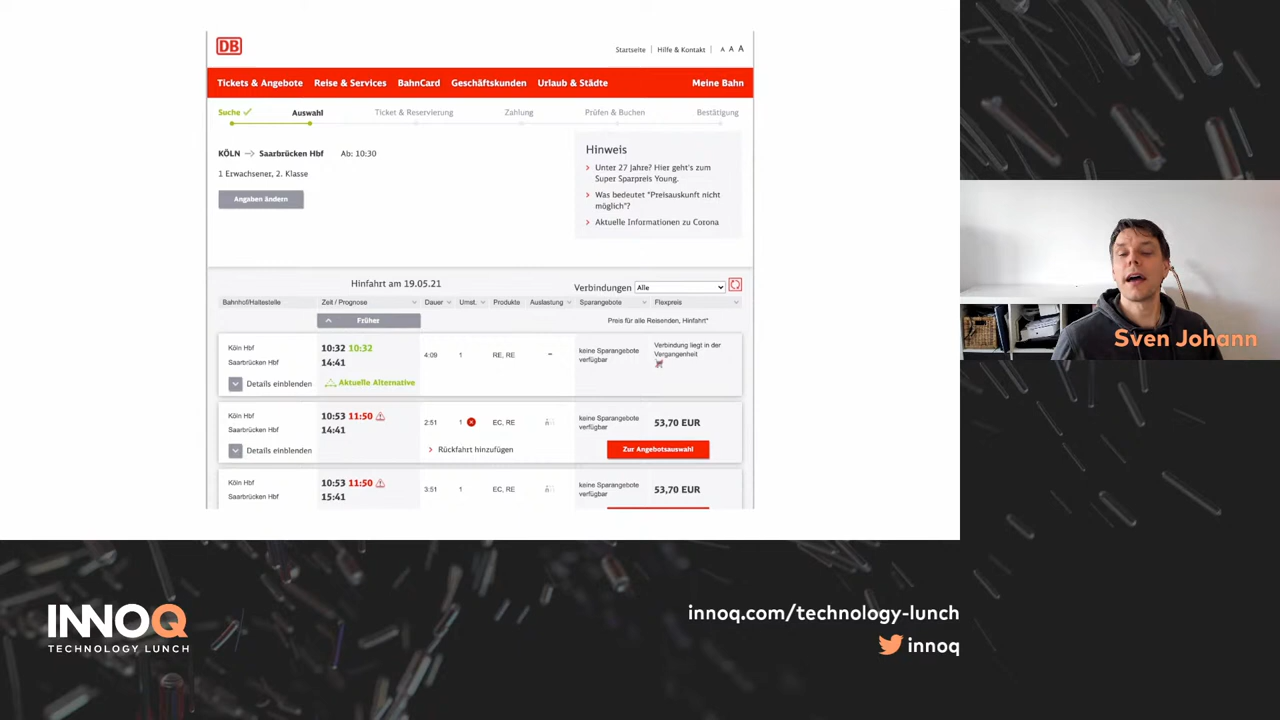 DB
Startseite | Hilfe & Kontakt | A A A
Tickets & Angebote Reise & Services BahnCard Geschäftskunden Urlaub & Städte Meine Bahn
Suche Auswahl Ticket & Reservierung Zahlung Prüfen & Buchen Bestätigung
KÖLN → Saarbrücken Hbf Ab: 10:30
1 Erwachsener, 2. Klasse
Angaben ändern
Hinweis
Unter 27 Jahre? Hier geht's zum
Super Sparpreis Young.
Was bedeutet "Preisauskunft nicht
möglich"?
Aktuelle Informationen zu Corona
Hinfahrt am 19.05.21
Verbindungen Alle
Bahnhof/Haltestelle Zeit / Prognose Dauer Umst. Produkte Auslastung Sparangebote Flexpreis
Früher
Preis für alle Reisenden, Hinfahrt*
Köln Hbf 10:32 10:32
Saarbrücken Hbf 14:41
4:09 1 RE, RE –
keine Sparangebote
verfügbar
Verbindung liegt in der
Vergangenheit
Details einblenden Aktuelle Alternative
Köln Hbf 10:53 11:50
Saarbrücken Hbf 14:41
2:51 1 EC, RE
keine Sparangebote
verfügbar
53,70 EUR
Details einblenden Rückfahrt hinzufügen Zur Angebotsauswahl
Köln Hbf 10:53 11:50
Saarbrücken Hbf 15:41
3:51 1 EC, RE
keine Sparangebote
verfügbar
53,70 EUR
Sven Johann
INNOQ
TECHNOLOGY LUNCH
innoq.com/technology-lunch
innoq